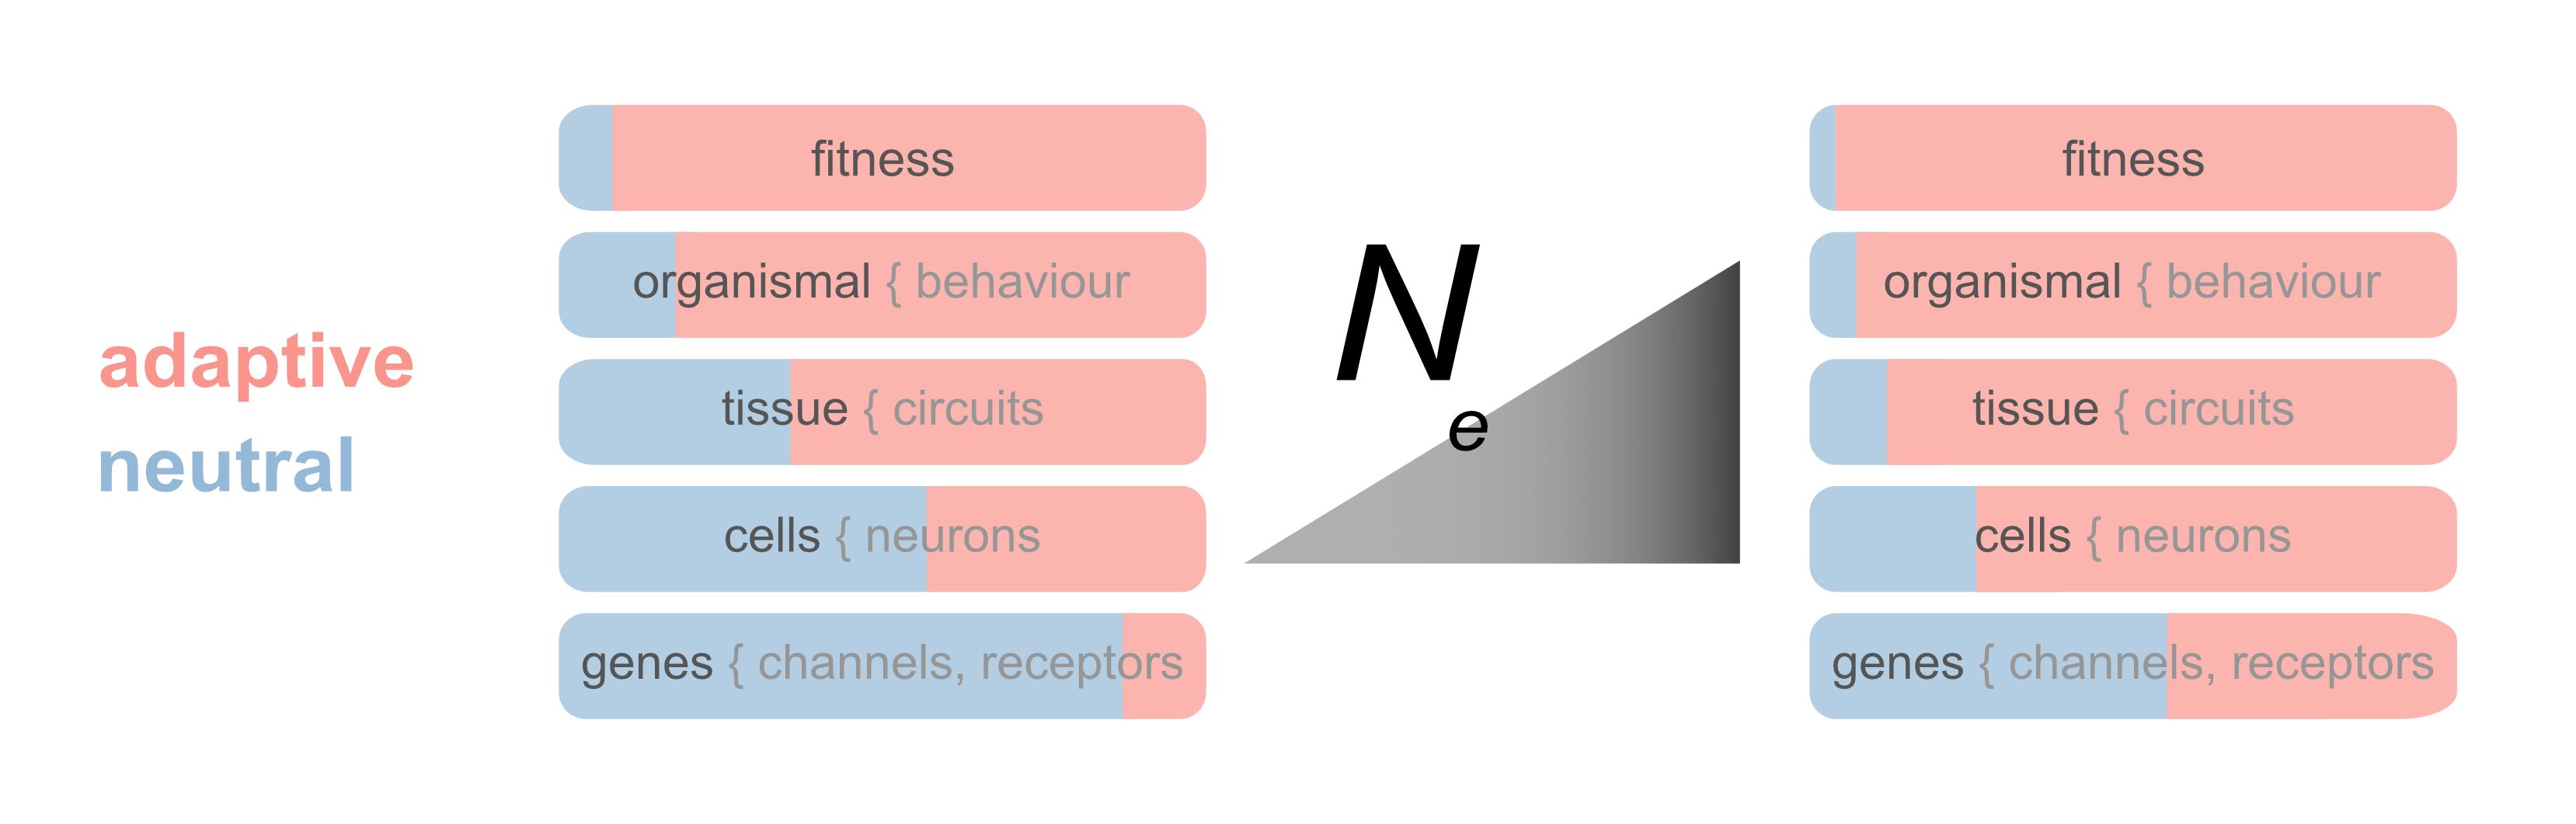 adaptive
neutral
fitness
organismal { behaviour
tissue { circuits
cells { neurons
genes { channels, receptors
Ne
fitness
organismal { behaviour
tissue { circuits
cells { neurons
genes { channels, receptors